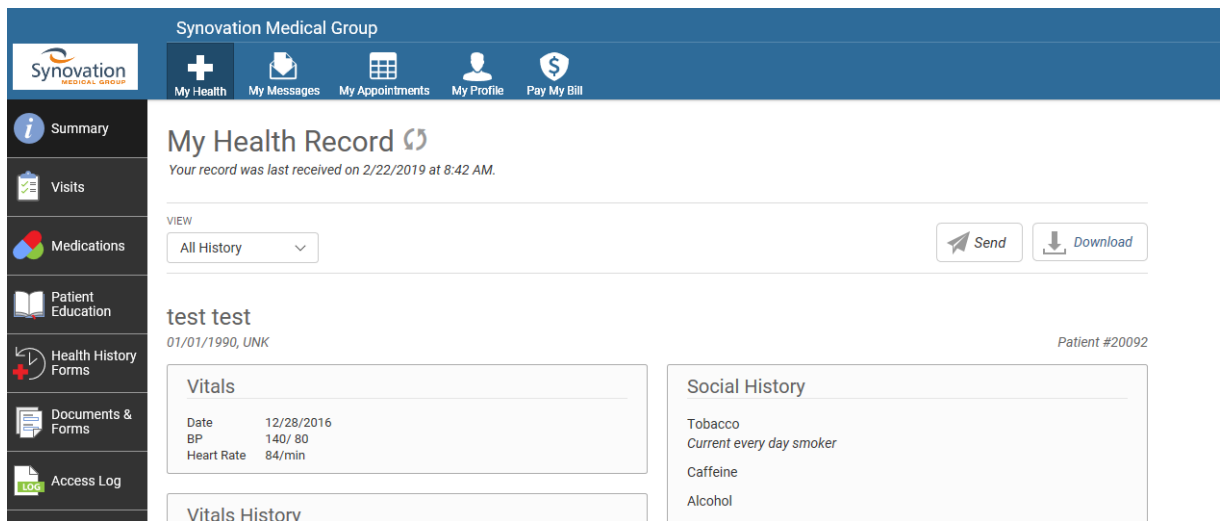 Synovation Medical Group
Synovation
MEDICAL GROUP
My Health
My Messages
My Appointments
My Profile
Pay My Bill
Summary
Visits
Medications
Patient
Education
Health History
Forms
Documents &
Forms
LOG
Access Log
My Health Record
Your record was last received on 2/22/2019 at 8:42 AM.
VIEW
All History
Send
Download
test test
01/01/1990, UNK
Patient #20092
Vitals
Date 12/28/2016
BP 140/ 80
Heart Rate 84/min
Vitals History
Social History
Tobacco
Current every day smoker
Caffeine
Alcohol